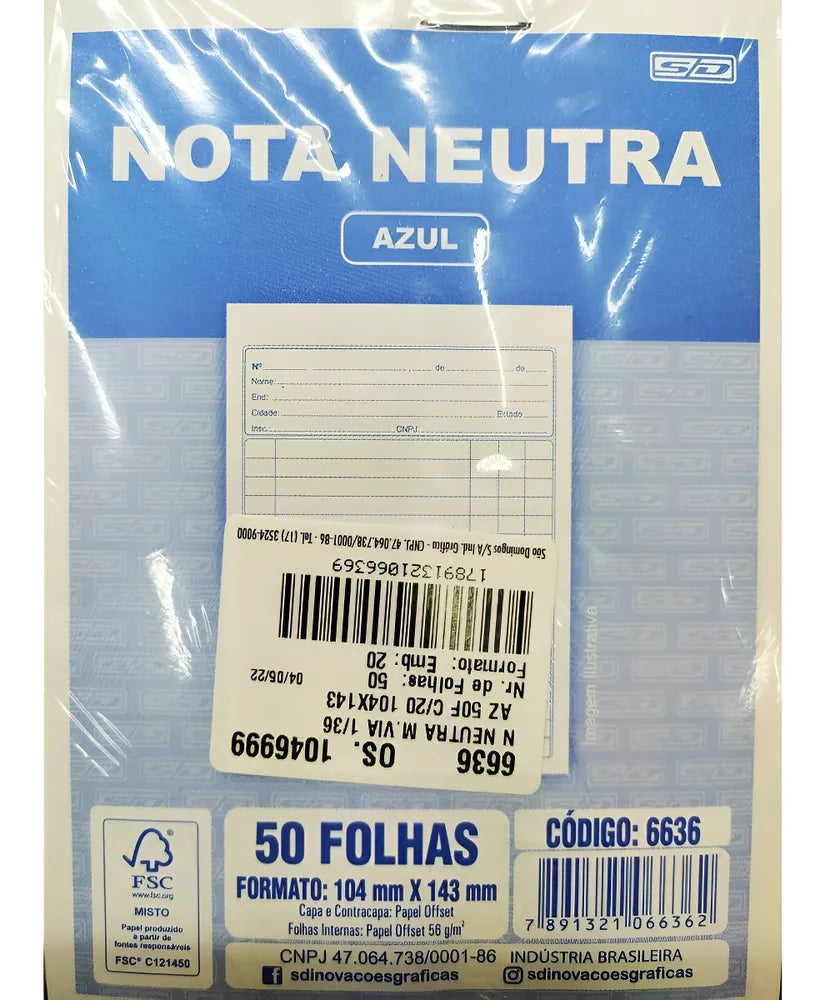 SD
NOTA NEUTRA
AZUL
Nº de de
Nome:
End:
Cidade: Estado
Insc.: CNPJ
São Domingos S/A Ind. Gráfica - CNPJ. 47.064.738/0001-86 - Tel. (17) 3524-9000
17891321066369
Formato: Emb: 20
Nr. de Folhas: 50 04/05/22
AZ 50F C/20 104X143
N NEUTRA M.VIA 1/36
6636 OS. 1046999
Imagem ilustrativa
FSC
www.fsc.org
MISTO
Papel produzido
a partir de
fontes responsáveis
FSC® C121450
50 FOLHAS
FORMATO: 104 mm X 143 mm
Capa e Contracapa: Papel Offset
Folhas Internas: Papel Offset 56 g/m²
CÓDIGO: 6636
7 891321 066362
CNPJ 47.064.738/0001-86 INDÚSTRIA BRASILEIRA
sdinovacoesgraficas sdinovacoesgraficas